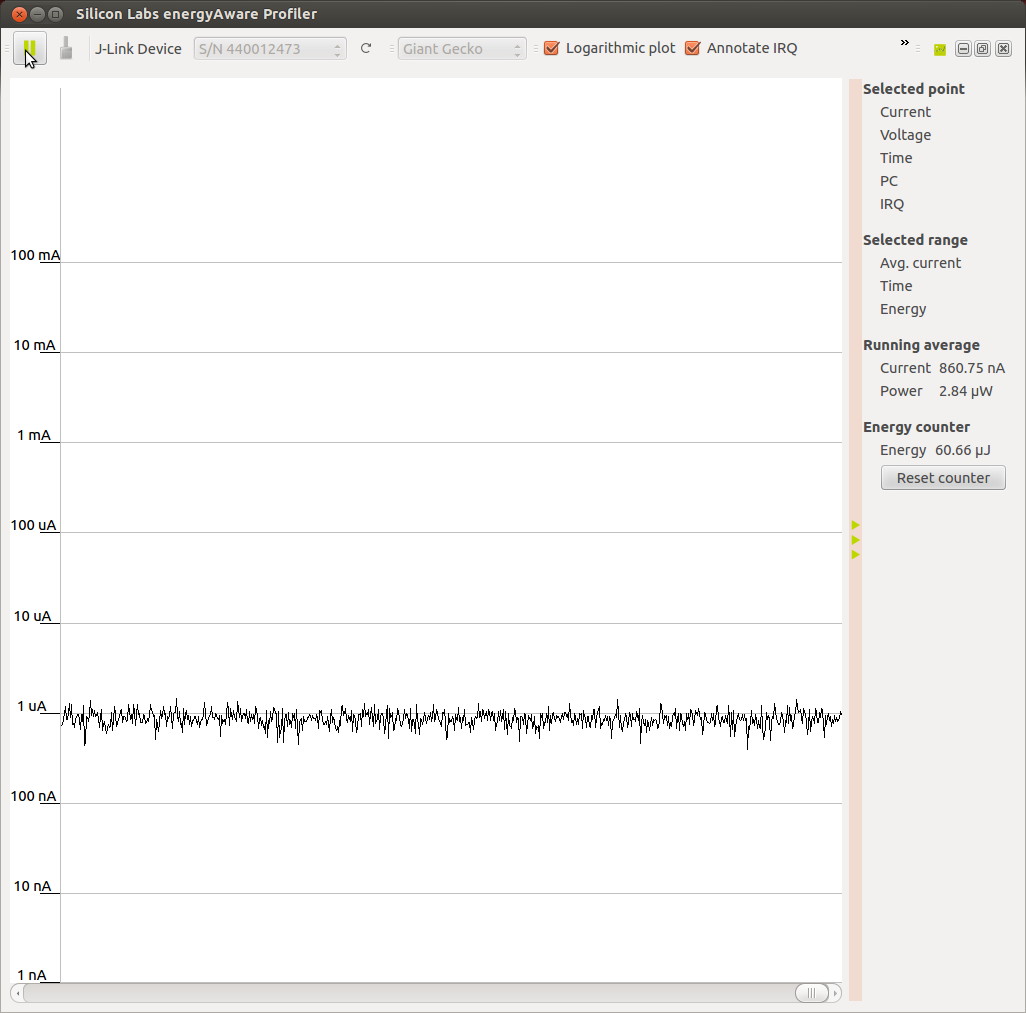 Silicon Labs energyAware Profiler
J-Link Device S/N 440012473 Giant Gecko Logarithmic plot Annotate IRQ »
100 mA
10 mA
1 mA
100 uA
10 uA
1 uA
100 nA
10 nA
1 nA
Selected point
Current
Voltage
Time
PC
IRQ
Selected range
Avg. current
Time
Energy
Running average
Current 860.75 nA
Power 2.84 µW
Energy counter
Energy 60.66 µJ
Reset counter